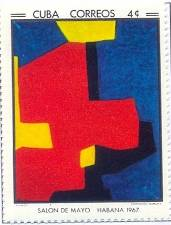 CUBA CORREOS 4¢
SALON DE MAYO HABANA 1967